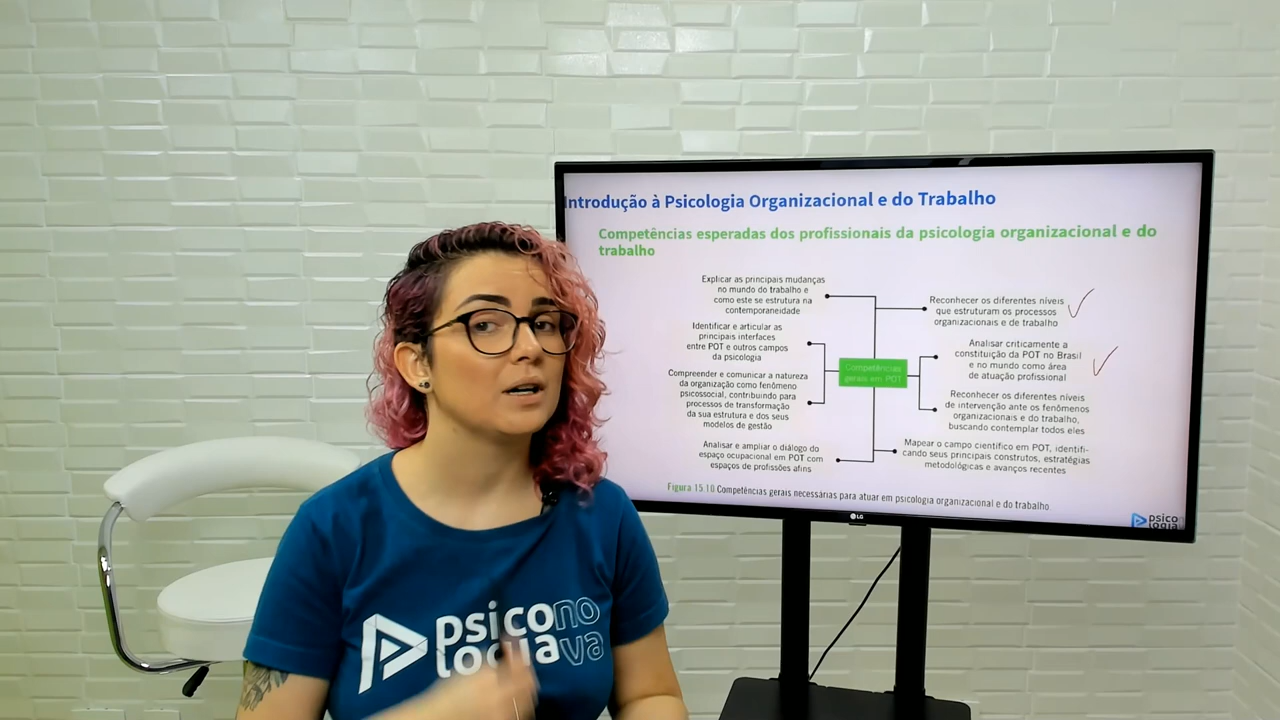 Introdução à Psicologia Organizacional e do Trabalho
Competências esperadas dos profissionais da psicologia organizacional e do
trabalho
Explicar as principais mudanças
no mundo do trabalho e
como este se estrutura na
contemporaneidade
Identificar e articular as
principais interfaces
entre POT e outros campos
da psicologia
Compreender e comunicar a natureza
da organização como fenômeno
psicossocial, contribuindo para
processos de transformação
da sua estrutura e dos seus
modelos de gestão
Analisar e ampliar o diálogo do
espaço ocupacional em POT com
espaços de profissões afins
Competências
gerais em POT
Reconhecer os diferentes níveis
que estruturam os processos
organizacionais e de trabalho
Analisar criticamente a
constituição da POT no Brasil
e no mundo como área
de atuação profissional
Reconhecer os diferentes níveis
de intervenção ante os fenômenos
organizacionais e do trabalho,
buscando contemplar todos eles
Mapear o campo científico em POT, identifi-
cando seus principais construtos, estratégias
metodológicas e avanços recentes
Figura 15.10 Competências gerais necessárias para atuar em psicologia organizacional e do trabalho
psico
logia
LG
psicono
logiava